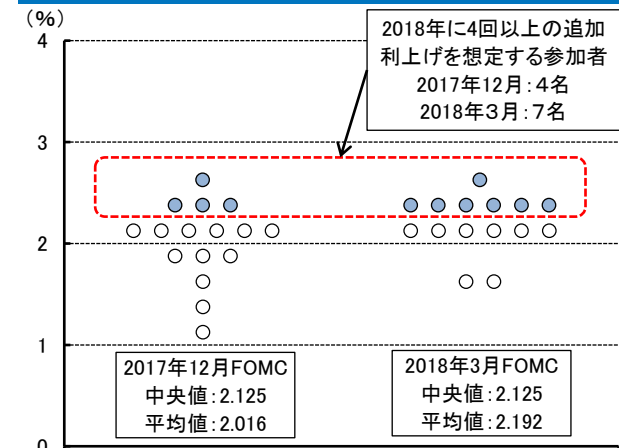 （%）
4
3
2
1
0
2018年に4回以上の追加
利上げを想定する参加者
2017年12月：４名
2018年３月：７名
2017年12月FOMC
中央値：2.125
平均値：2.016
2018年３月FOMC
中央値：2.125
平均値：2.192